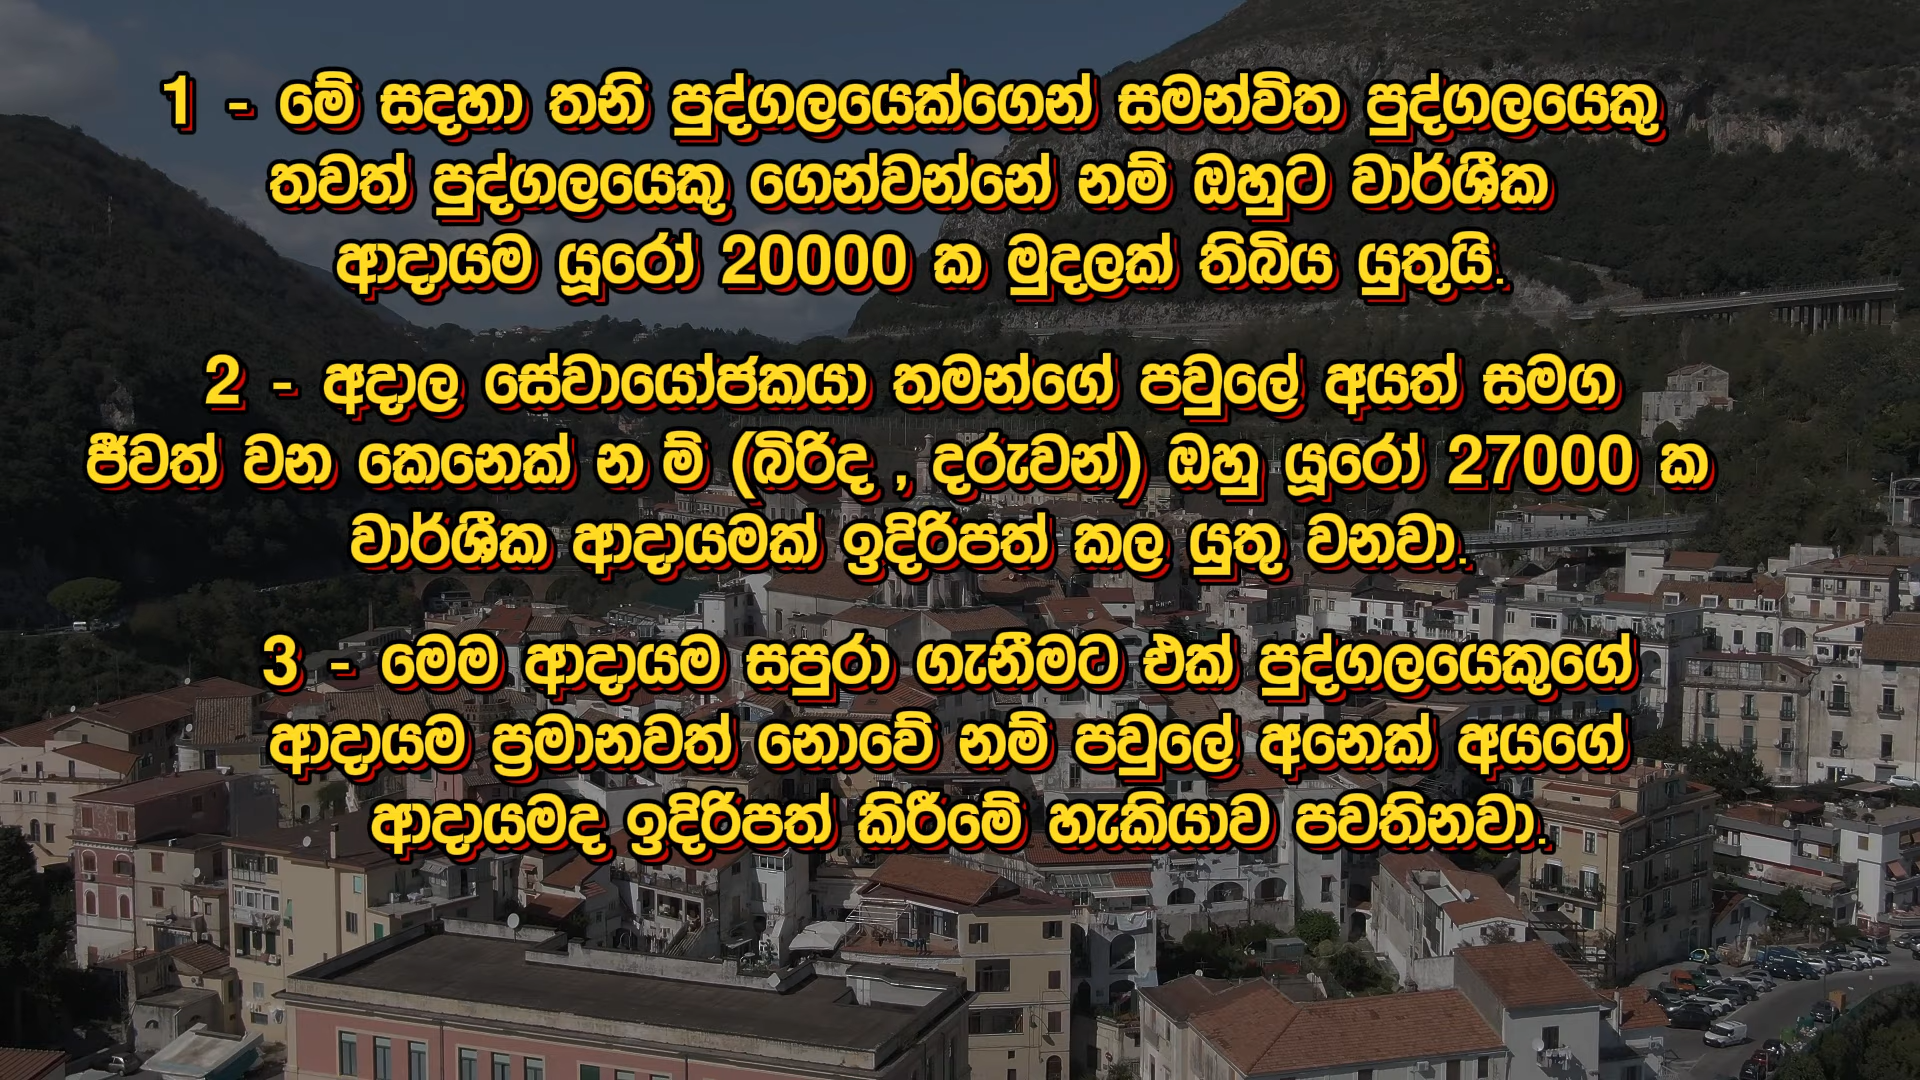 1 - මේ සදහා තනි පුද්ගලයෙක්ගෙන් සමන්විත පුද්ගලයෙකු
තවත් පුද්ගලයෙකු ගෙන්වන්නේ නම් ඔහුට වාර්ශීක
ආදායම යූරෝ 20000 ක මුදලක් තිබිය යුතුයි.
2 - අදාල සේවායෝජකයා තමන්ගේ පවුලේ අයත් සමග
ජීවත් වන කෙනෙක් න ම් (බිරිද , දරුවන්) ඔහු යූරෝ 27000 ක
වාර්ශීක ආදායමක් ඉදිරිපත් කල යුතු වනවා.
3 - මෙම ආදායම සපුරා ගැනීමට එක් පුද්ගලයෙකුගේ
ආදායම ප්‍රමානවත් නොවේ නම් පවුලේ අනෙක් අයගේ
ආදායමද ඉදිරිපත් කිරීමේ හැකියාව පවතිනවා.